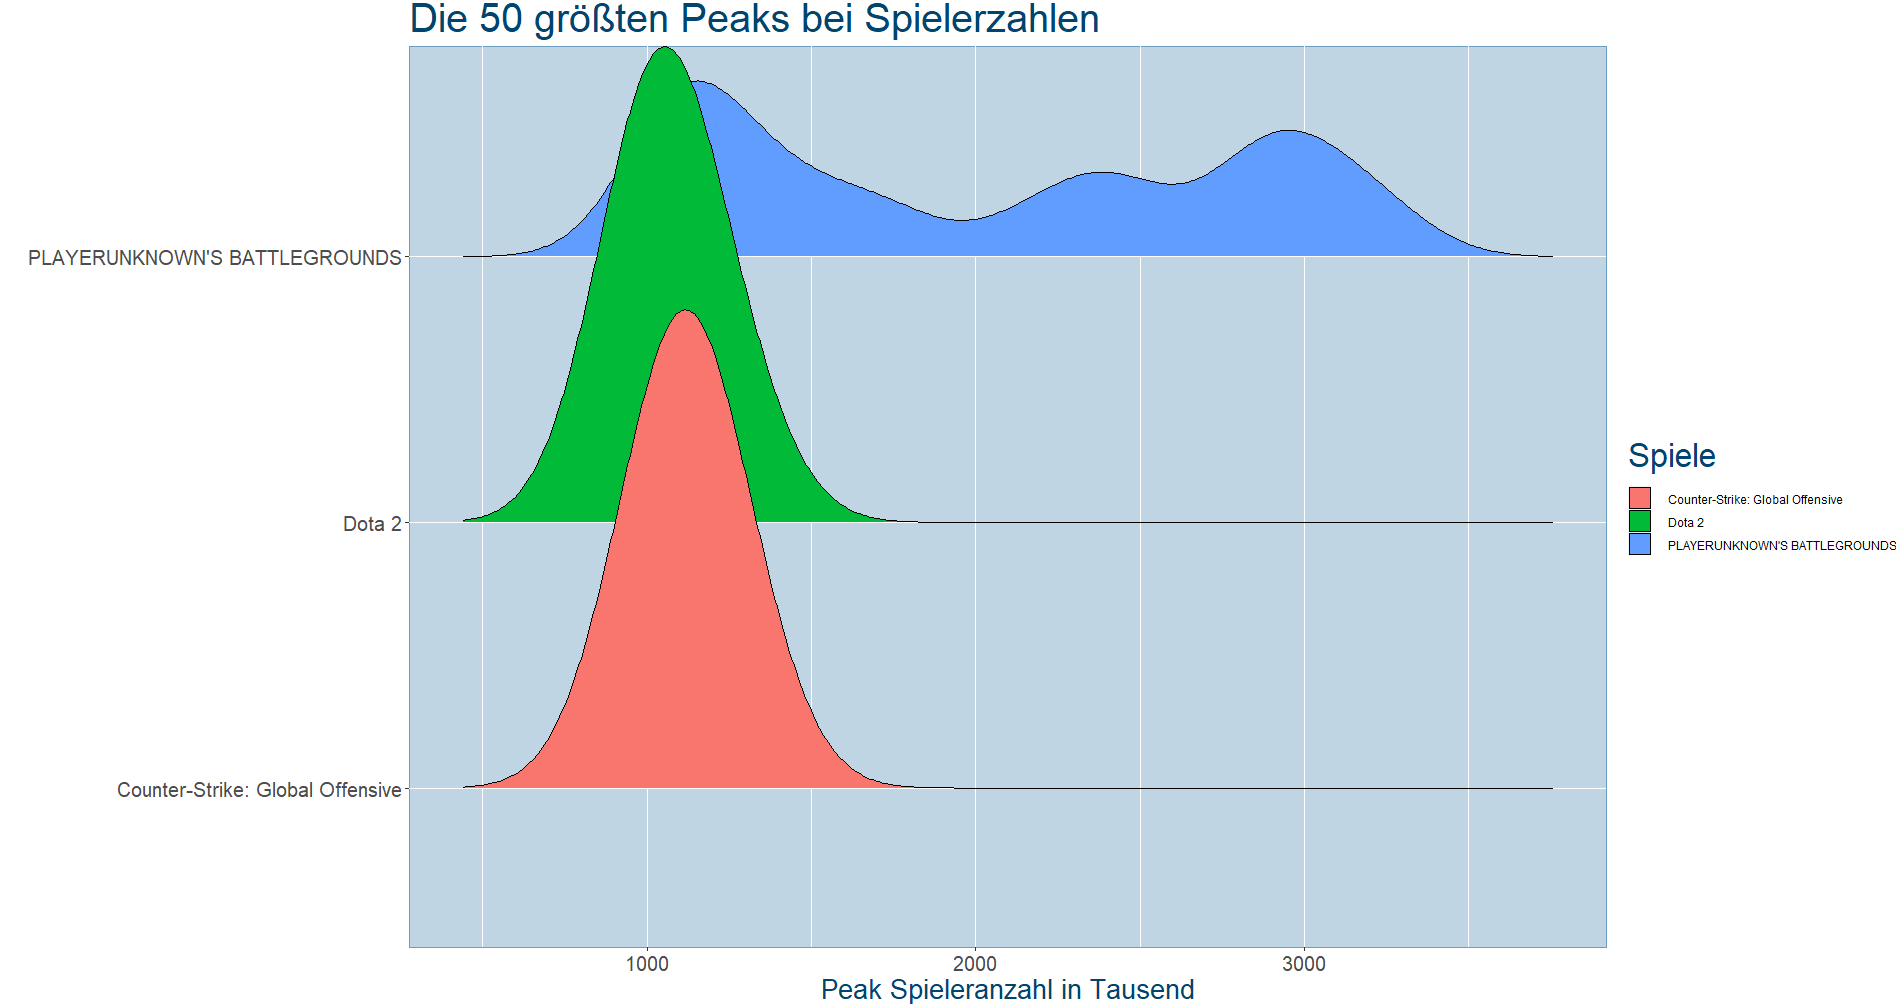 Die 50 größten Peaks bei Spielerzahlen
PLAYERUNKNOWN'S BATTLEGROUNDS
Dota 2
Counter-Strike: Global Offensive
1000 2000 3000
Peak Spieleranzahl in Tausend
Spiele
Counter-Strike: Global Offensive
Dota 2
PLAYERUNKNOWN'S BATTLEGROUNDS